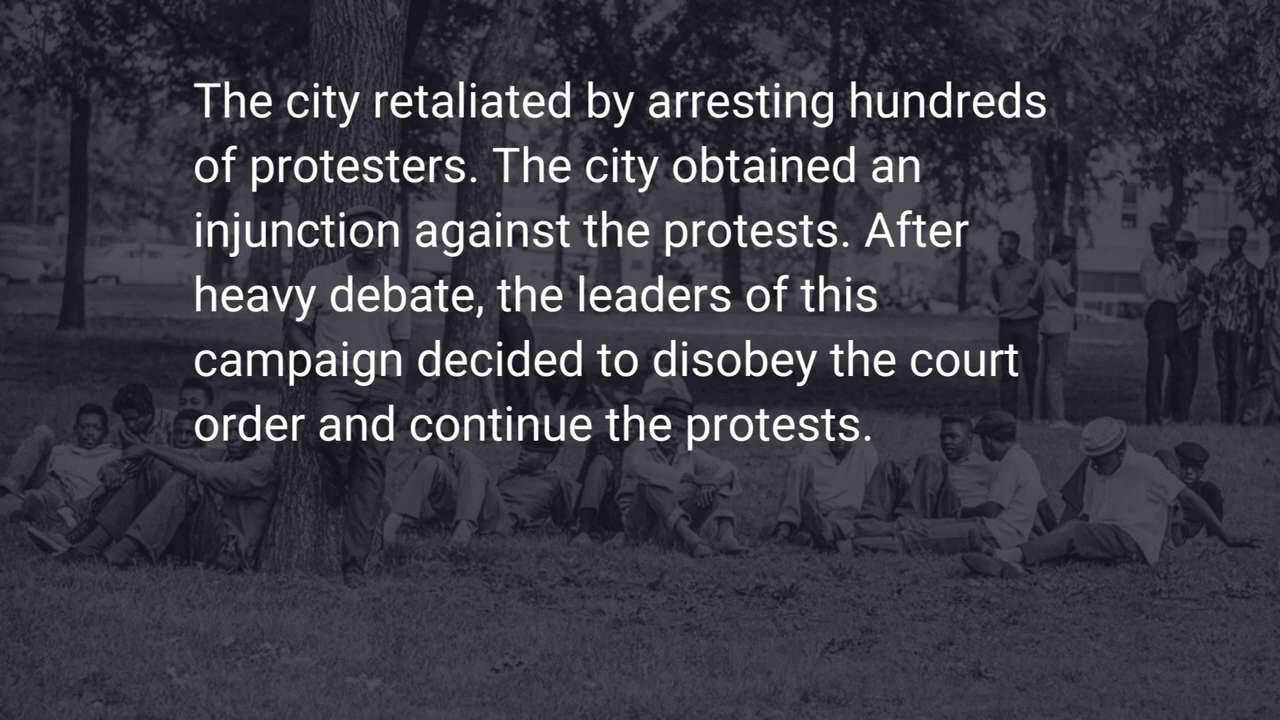 The city retaliated by arresting hundreds
of protesters. The city obtained an
injunction against the protests. After
heavy debate, the leaders of this
campaign decided to disobey the court
order and continue the protests.